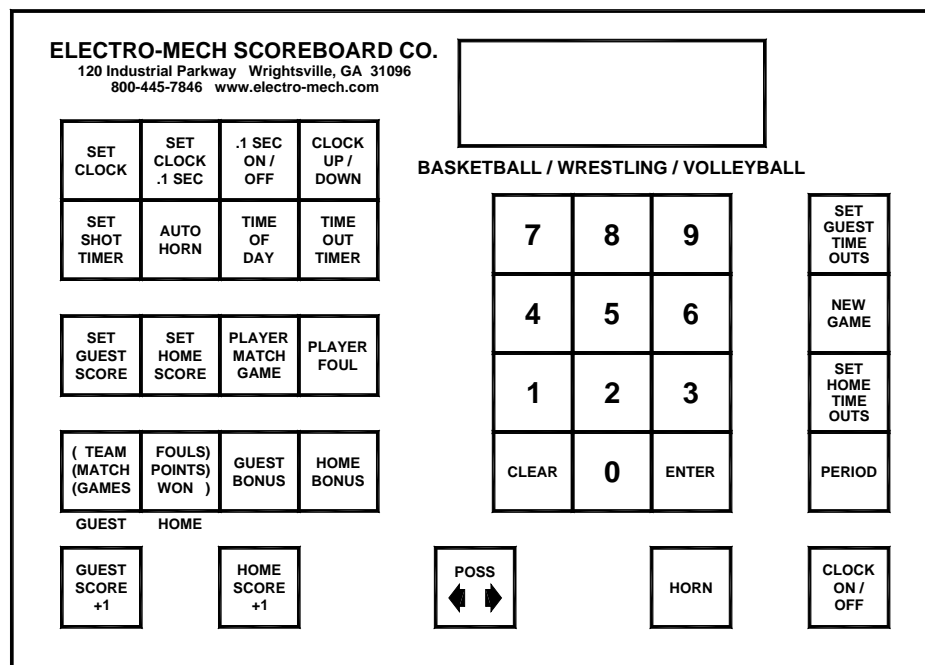 ELECTRO-MECH SCOREBOARD CO.
120 Industrial Parkway Wrightsville, GA 31096
800-445-7846 www.electro-mech.com
SET
CLOCK
SET
CLOCK
.1 SEC
.1 SEC
ON /
OFF
CLOCK
UP /
DOWN
SET
SHOT
TIMER
AUTO
HORN
TIME
OF
DAY
TIME
OUT
TIMER
SET
GUEST
SCORE
SET
HOME
SCORE
PLAYER
MATCH
GAME
PLAYER
FOUL
( TEAM
(MATCH
(GAMES
FOULS)
POINTS)
WON )
GUEST
BONUS
HOME
BONUS
GUEST
HOME
GUEST
SCORE
+1
HOME
SCORE
+1
BASKETBALL / WRESTLING / VOLLEYBALL
7
8
9
4
5
6
1
2
3
CLEAR
0
ENTER
SET
GUEST
TIME
OUTS
NEW
GAME
SET
HOME
TIME
OUTS
PERIOD
POSS
HORN
CLOCK
ON /
OFF